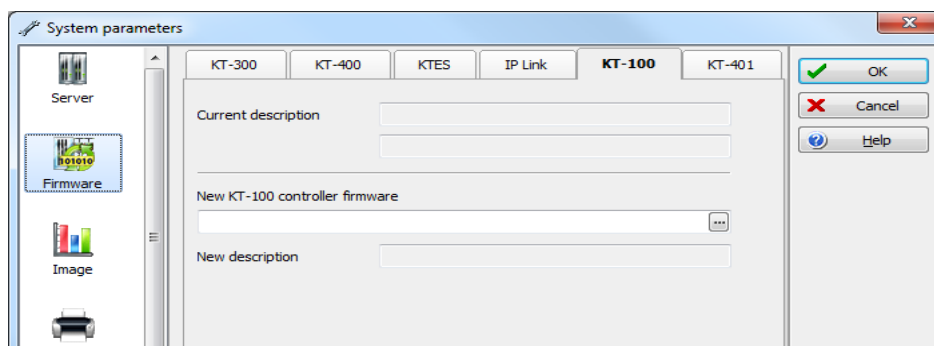 System parameters
Server
Firmware
Image
KT-300
KT-400
KTES
IP Link
KT-100
KT-401
Current description
New KT-100 controller firmware
...
New description
OK
Cancel
Help
h01010